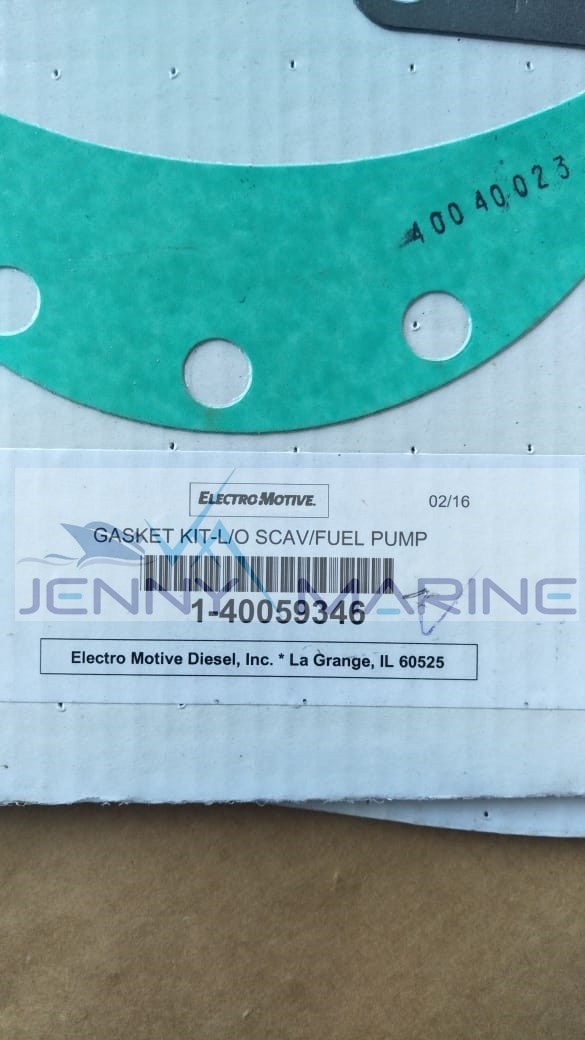 40040023
ELECTRO-MOTIVE.
02/16
GASKET KIT-L/O SCAV/FUEL PUMP
JENNY MARINE
1-40059346
Electro Motive Diesel, Inc. * La Grange, IL 60525